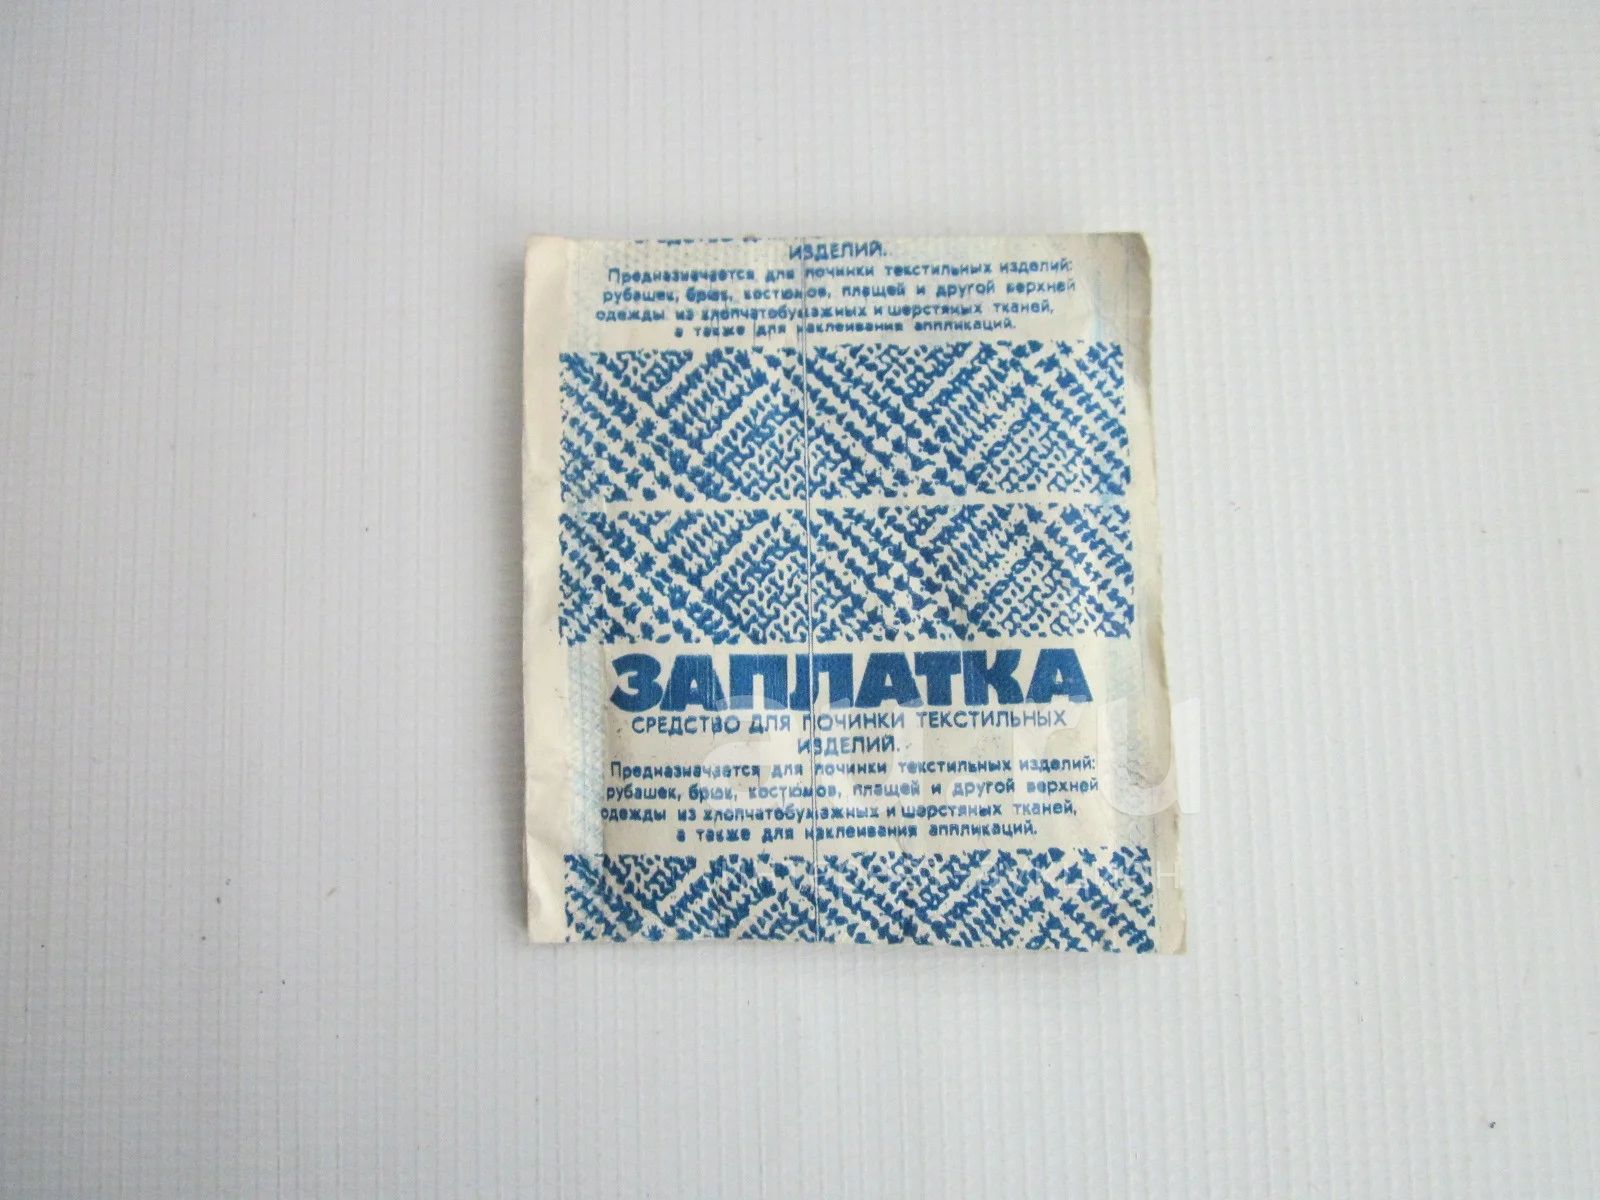 ИЗДЕЛИЙ.
Предназначается для починки текстильных изделий:
рубашек, брюк, костюмов, плащей и другой верхней
одежды из хлопчатобумажных и шерстяных тканей,
а также для наклеивания аппликаций.
ЗАПЛАТКА
СРЕДСТВО ДЛЯ ПОЧИНКИ ТЕКСТИЛЬНЫХ
ИЗДЕЛИЙ.
Предназначается для починки текстильных изделий:
рубашек, брюк, костюмов, плащей и другой верхней
одежды из хлопчатобумажных и шерстяных тканей,
а также для наклеивания аппликаций.